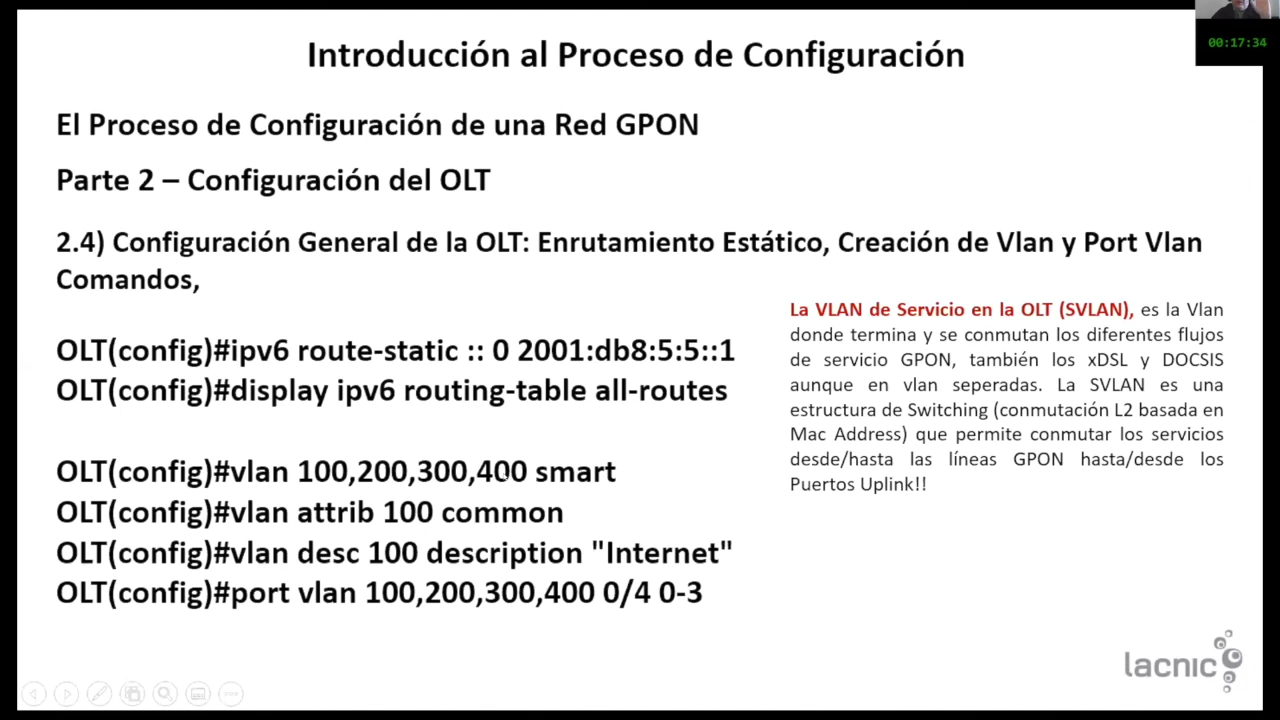 00:17:34
Introducción al Proceso de Configuración
El Proceso de Configuración de una Red GPON
Parte 2 – Configuración del OLT
2.4) Configuración General de la OLT: Enrutamiento Estático, Creación de Vlan y Port Vlan
Comandos,
OLT(config)#ipv6 route-static :: 0 2001:db8:5:5::1
OLT(config)#display ipv6 routing-table all-routes
OLT(config)#vlan 100,200,300,400 smart
OLT(config)#vlan attrib 100 common
OLT(config)#vlan desc 100 description "Internet"
OLT(config)#port vlan 100,200,300,400 0/4 0-3
La VLAN de Servicio en la OLT (SVLAN), es la Vlan
donde termina y se conmutan los diferentes flujos
de servicio GPON, también los xDSL y DOCSIS
aunque en vlan seperadas. La SVLAN es una
estructura de Switching (conmutación L2 basada en
Mac Address) que permite conmutar los servicios
desde/hasta las líneas GPON hasta/desde los
Puertos Uplink!!
lacnic